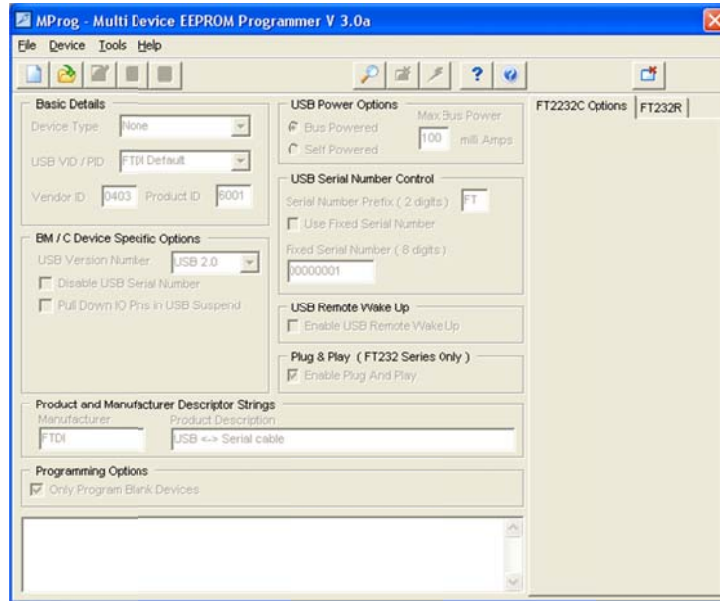 MProg - Multi Device EEPROM Programmer V 3.0a
File Device Tools Help
Basic Details
Device Type None
USB VID / PID FTDI Default
Vendor ID 0403 Product ID 6001
BM / C Device Specific Options
USB Version Number USB 2.0
Disable USB Serial Number
Pull Down IO Pins in USB Suspend
USB Power Options
Bus Powered
Self Powered
Max Bus Power
100 milli Amps
USB Serial Number Control
Serial Number Prefix ( 2 digits ) FT
Use Fixed Serial Number
Fixed Serial Number ( 8 digits )
00000001
USB Remote Wake Up
Enable USB Remote WakeUp
Plug & Play ( FT232 Series Only )
Enable Plug And Play
Product and Manufacturer Descriptor Strings
Manufacturer Product Description
FTDI USB <-> Serial cable
Programming Options
Only Program Blank Devices
FT2232C Options FT232R